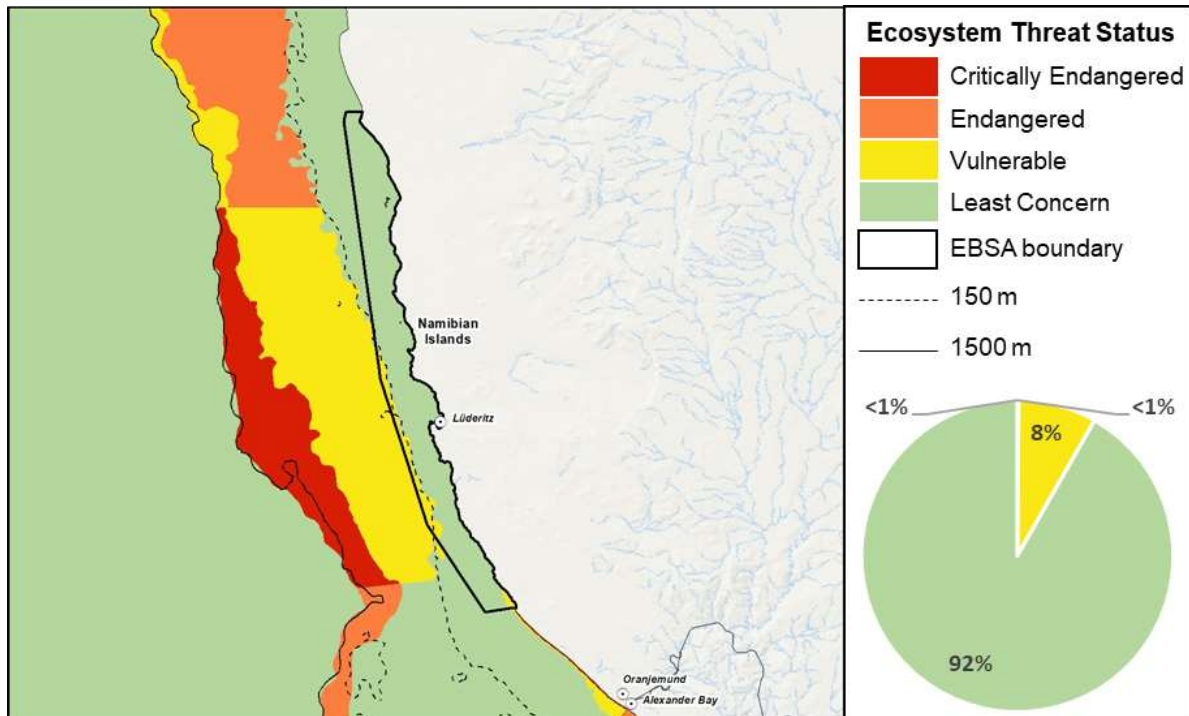 Namibian
Islands
Lüderitz
Oranjemund
Alexander Bay
Ecosystem Threat Status
Critically Endangered
Endangered
Vulnerable
Least Concern
EBSA boundary
150 m
1500 m
<1%
<1%
8%
92%